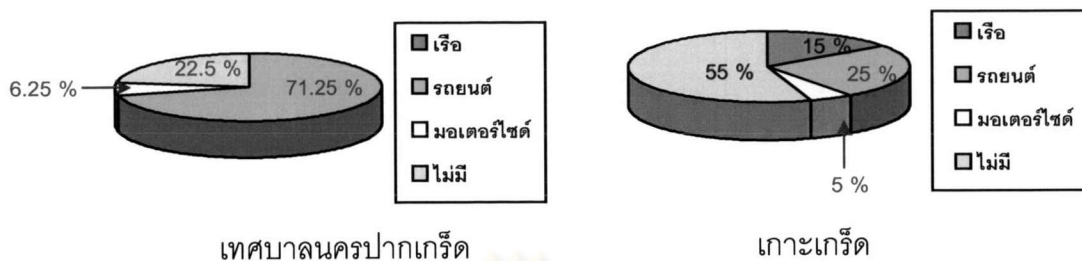 22.5 %
6.25 %
71.25 %
เรือ
รถยนต์
มอเตอร์ไซด์
ไม่มี
เทศบาลนครปากเกร็ด
15 %
55 %
25 %
5 %
เรือ
รถยนต์
มอเตอร์ไซด์
ไม่มี
เกาะเกร็ด